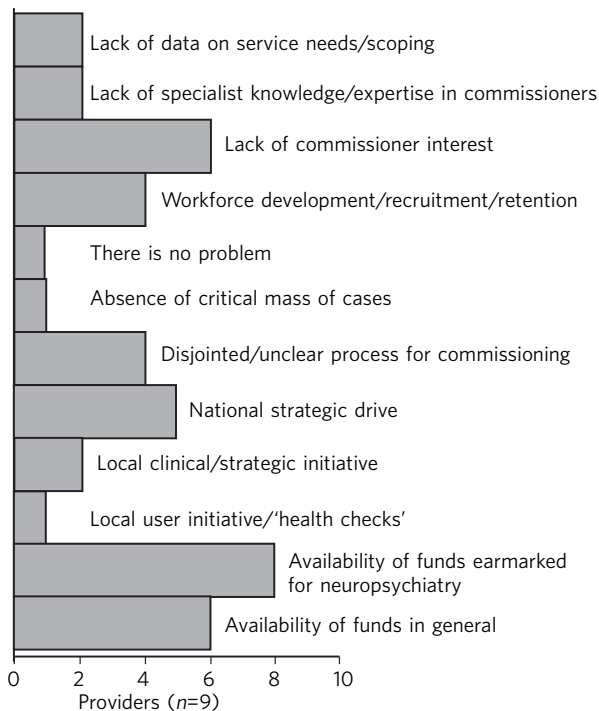 Lack of data on service needs/scoping
Lack of specialist knowledge/expertise in commissioners
Lack of commissioner interest
Workforce development/recruitment/retention
There is no problem
Absence of critical mass of cases
Disjointed/unclear process for commissioning
National strategic drive
Local clinical/strategic initiative
Local user initiative/‘health checks’
Availability of funds earmarked
for neuropsychiatry
Availability of funds in general
0 2 4 6 8 10
Providers (n=9)